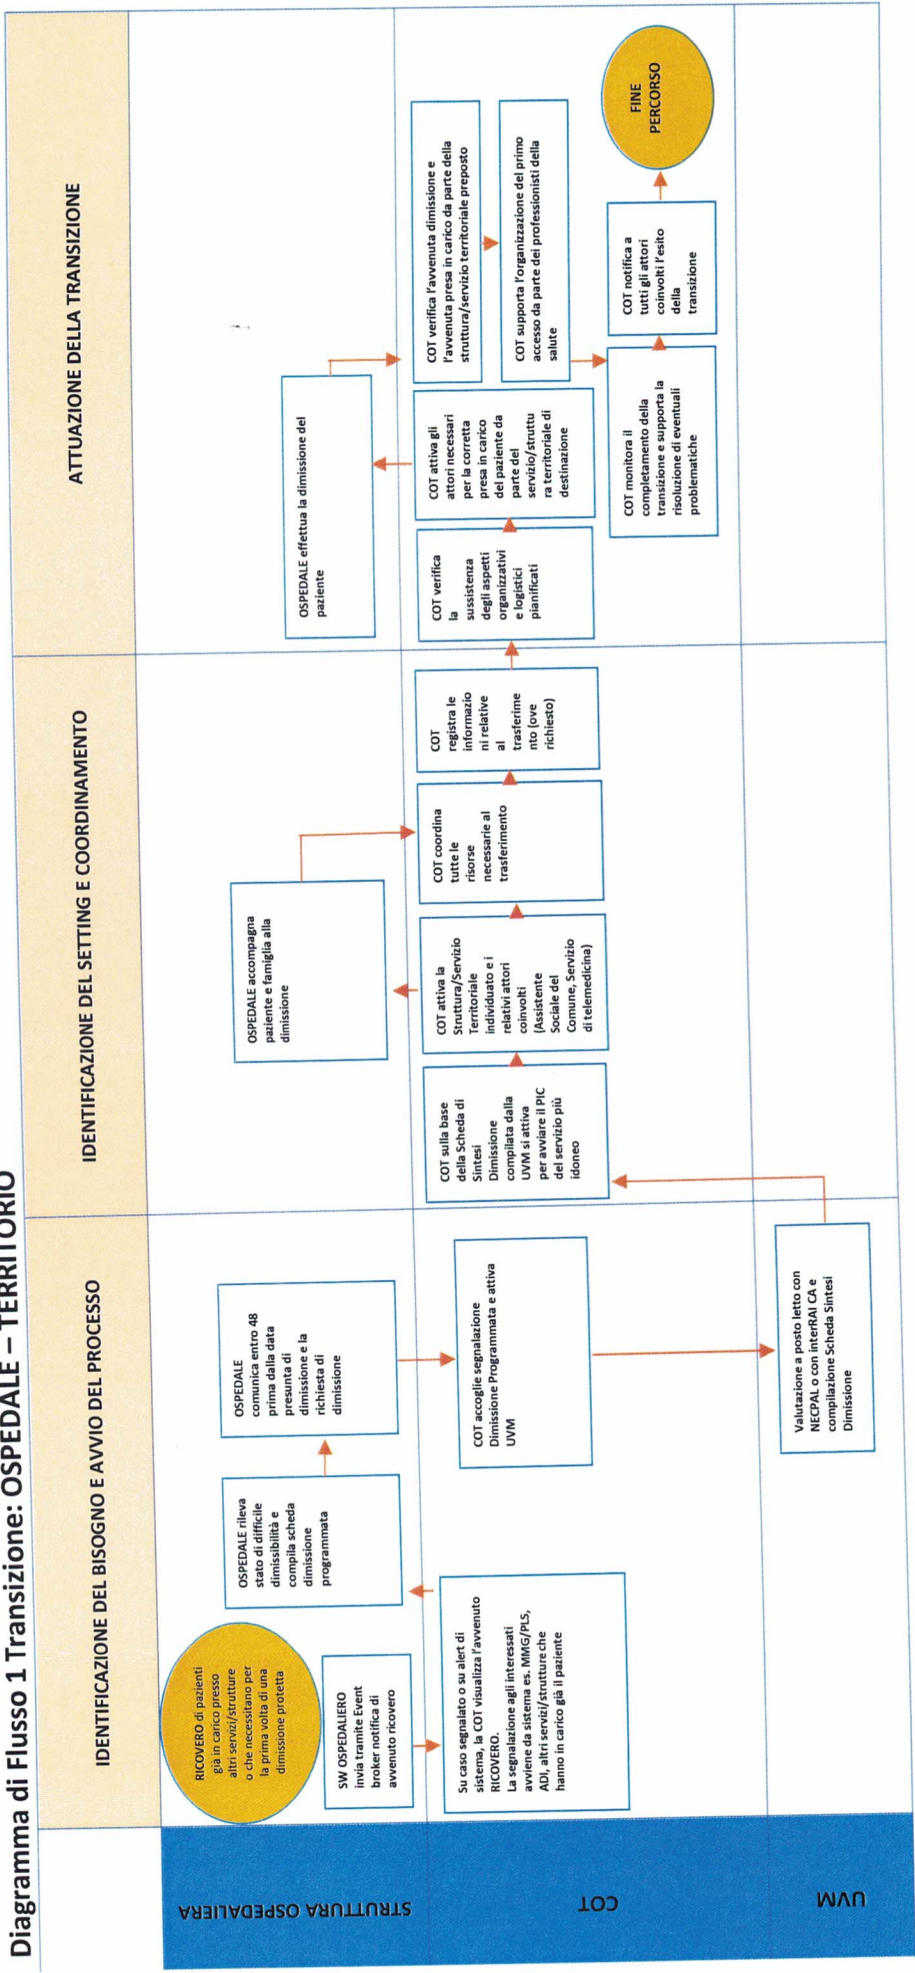 Diagramma di Flusso 1 Transizione: OSPEDALE – TERRITORIO
IDENTIFICAZIONE DEL BISOGNO E AVVIO DEL PROCESSO
IDENTIFICAZIONE DEL SETTING E COORDINAMENTO
ATTUAZIONE DELLA TRANSIZIONE
STRUTTURA OSPEDALIERA
RICOVERO di pazienti
già in carico presso
altri servizi/strutture
o che necessitano per
la prima volta di una
dimissione protetta
SW OSPEDALIERO
invia tramite Event
broker notifica di
avvenuto ricovero
OSPEDALE rileva
stato di difficile
dimissibilità e
compila scheda
dimissione
programmata
OSPEDALE
comunica entro 48
prima dalla data
presunta di
dimissione e la
richiesta di
dimissione
OSPEDALE accompagna
paziente e famiglia alla
dimissione
OSPEDALE effettua la dimissione del
paziente
COT
Su caso segnalato o su alert di
sistema, la COT visualizza l'avvenuto
RICOVERO.
La segnalazione agli interessati
avviene da sistema es. MMG/PLS,
ADI, altri servizi/strutture che
hanno in carico già il paziente
COT accoglie segnalazione
Dimissione Programmata e attiva
UVM
COT sulla base
della Scheda di
Sintesi
Dimissione
compilata dalla
UVM si attiva
per avviare il PIC
del servizio più
idoneo
COT attiva la
Struttura/Servizio
Territoriale
individuato e i
relativi attori
coinvolti
(Assistente
Sociale del
Comune, Servizio
di telemedicina)
COT coordina
tutte le
risorse
necessarie al
trasferimento
COT
registra le
informazio
ni relative
al
trasferime
nto (ove
richiesto)
COT verifica
la
sussistenza
degli aspetti
organizzativi
e logistici
pianificati
COT attiva gli
attori necessari
per la corretta
presa in carico
del paziente da
parte del
servizio/struttu
ra territoriale di
destinazione
COT verifica l'avvenuta dimissione e
l'avvenuta presa in carico da parte della
struttura/servizio territoriale preposto
COT supporta l'organizzazione del primo
accesso da parte dei professionisti della
salute
COT monitora il
completamento della
transizione e supporta la
risoluzione di eventuali
problematiche
COT notifica a
tutti gli attori
coinvolti l'esito
della
transizione
FINE
PERCORSO
UVM
Valutazione a posto letto con
NECPAL o con interRAI CA e
compilazione Scheda Sintesi
Dimissione